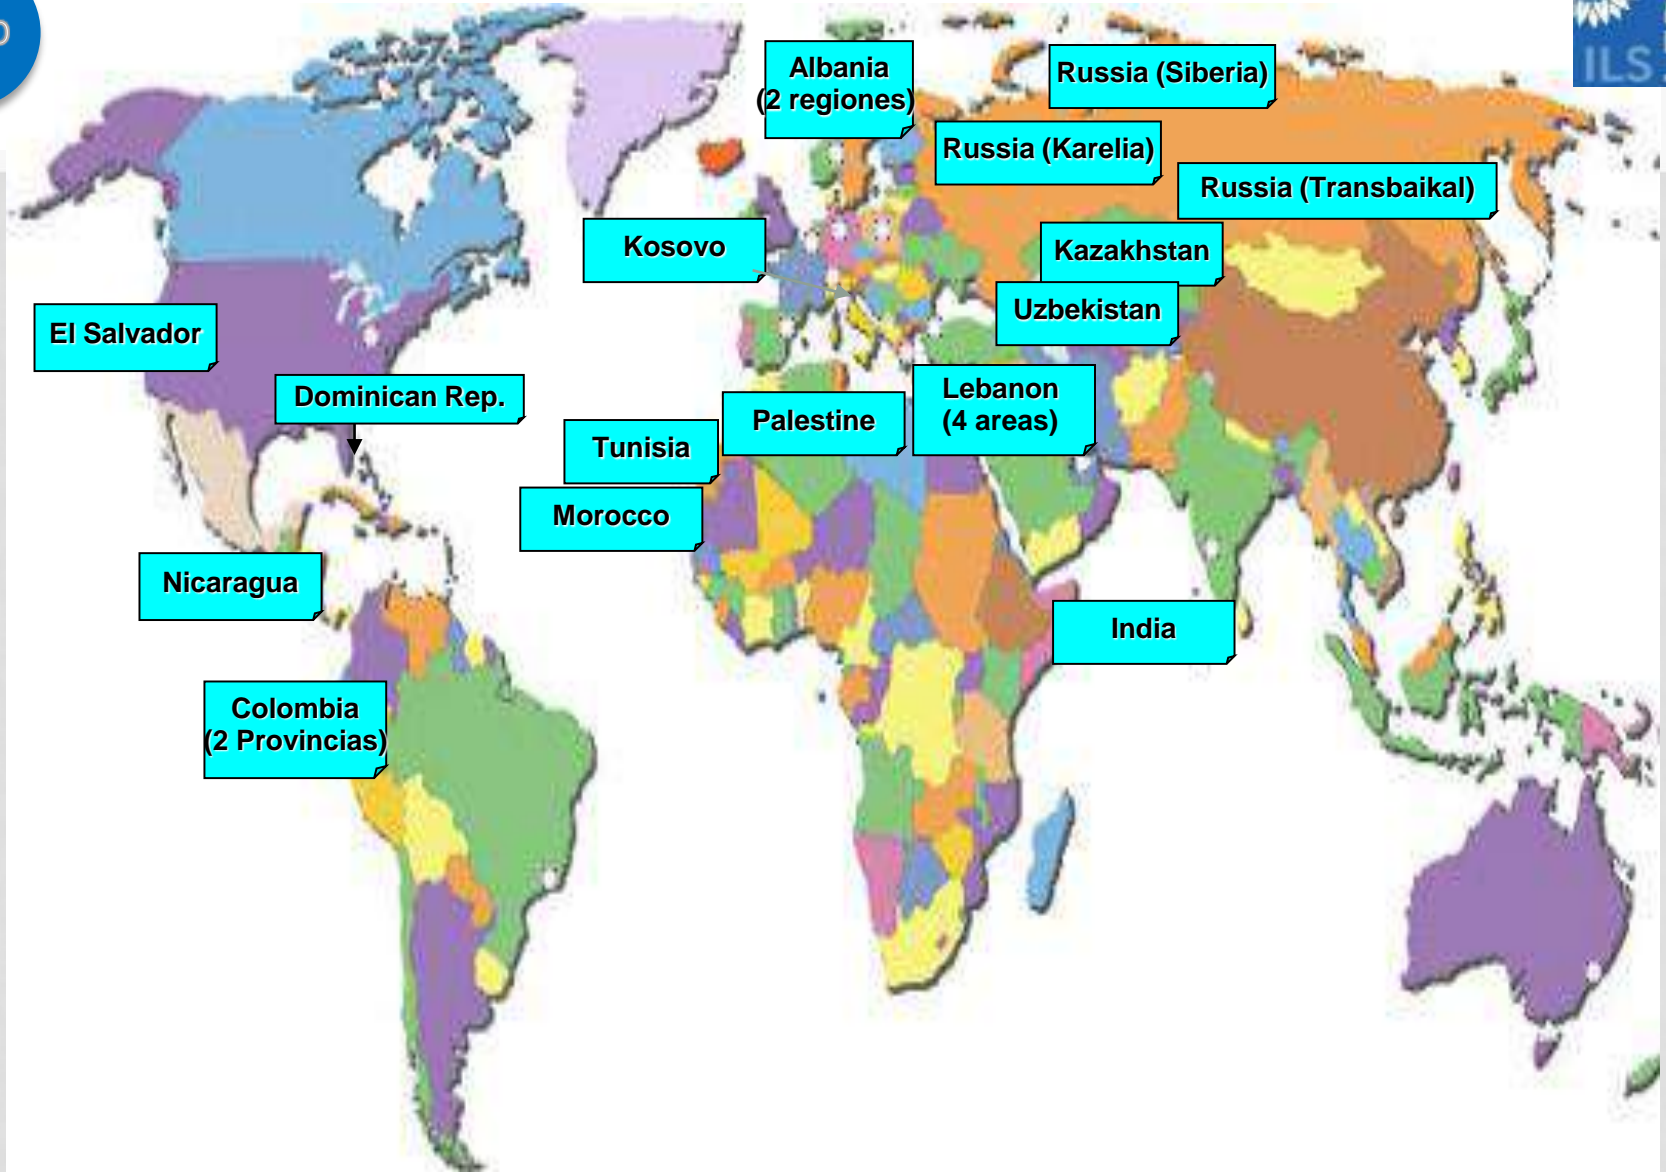 Albania
(2 regiones)
Russia (Siberia)
ILS
Russia (Karelia)
Russia (Transbaikal)
Kosovo
Kazakhstan
Uzbekistan
El Salvador
Dominican Rep.
Lebanon
(4 areas)
Palestine
Tunisia
Morocco
Nicaragua
India
Colombia
(2 Provincias)